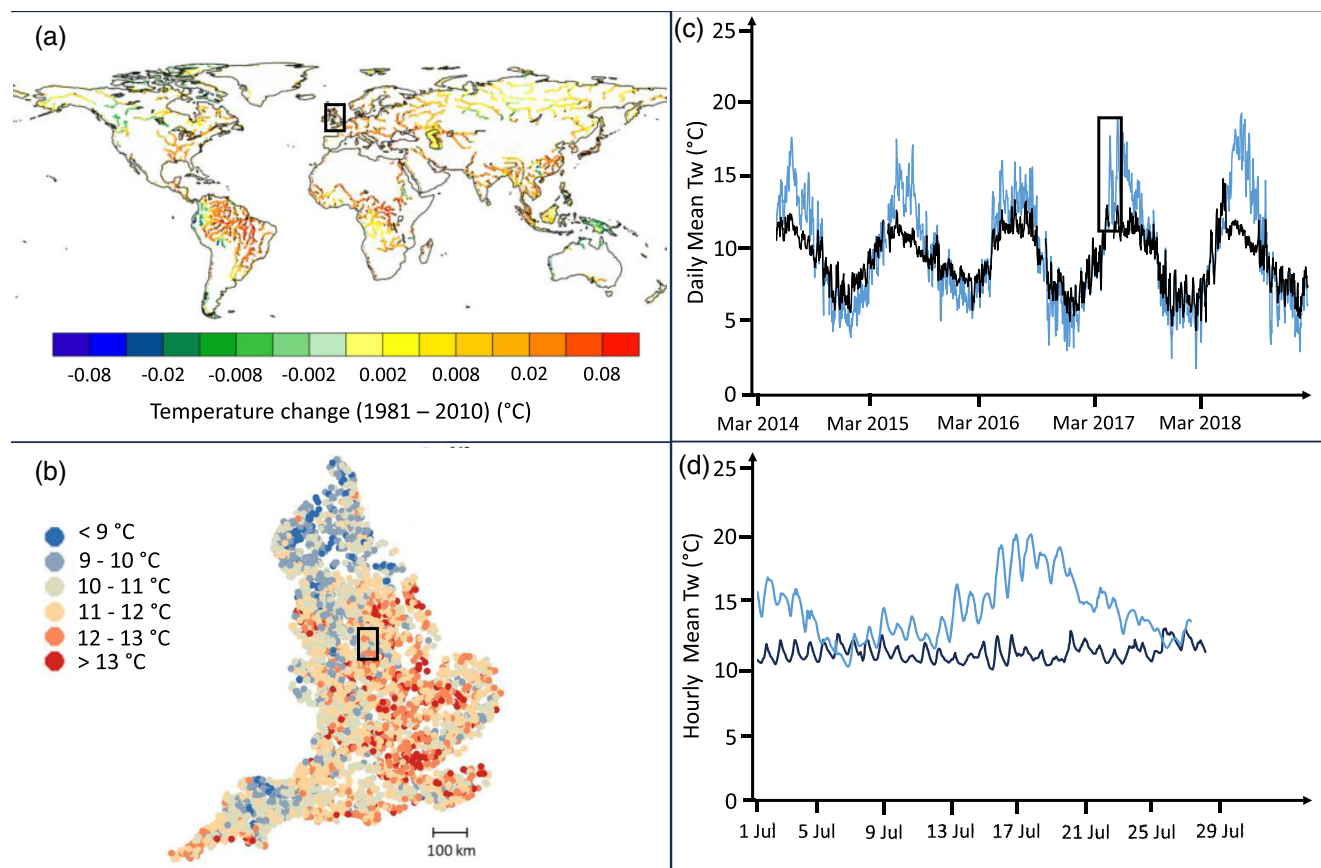 (a)
-0.08 -0.02 -0.008 -0.002 0.002 0.008 0.02 0.08
Temperature change (1981 – 2010) (°C)
(b)
< 9 °C
9 - 10 °C
10 - 11 °C
11 - 12 °C
12 - 13 °C
> 13 °C
100 km
(c)
Daily Mean Tw (°C)
25
20
15
10
5
0
Mar 2014 Mar 2015 Mar 2016 Mar 2017 Mar 2018
(d)
Hourly Mean Tw (°C)
25
20
15
10
5
0
1 Jul 5 Jul 9 Jul 13 Jul 17 Jul 21 Jul 25 Jul 29 Jul